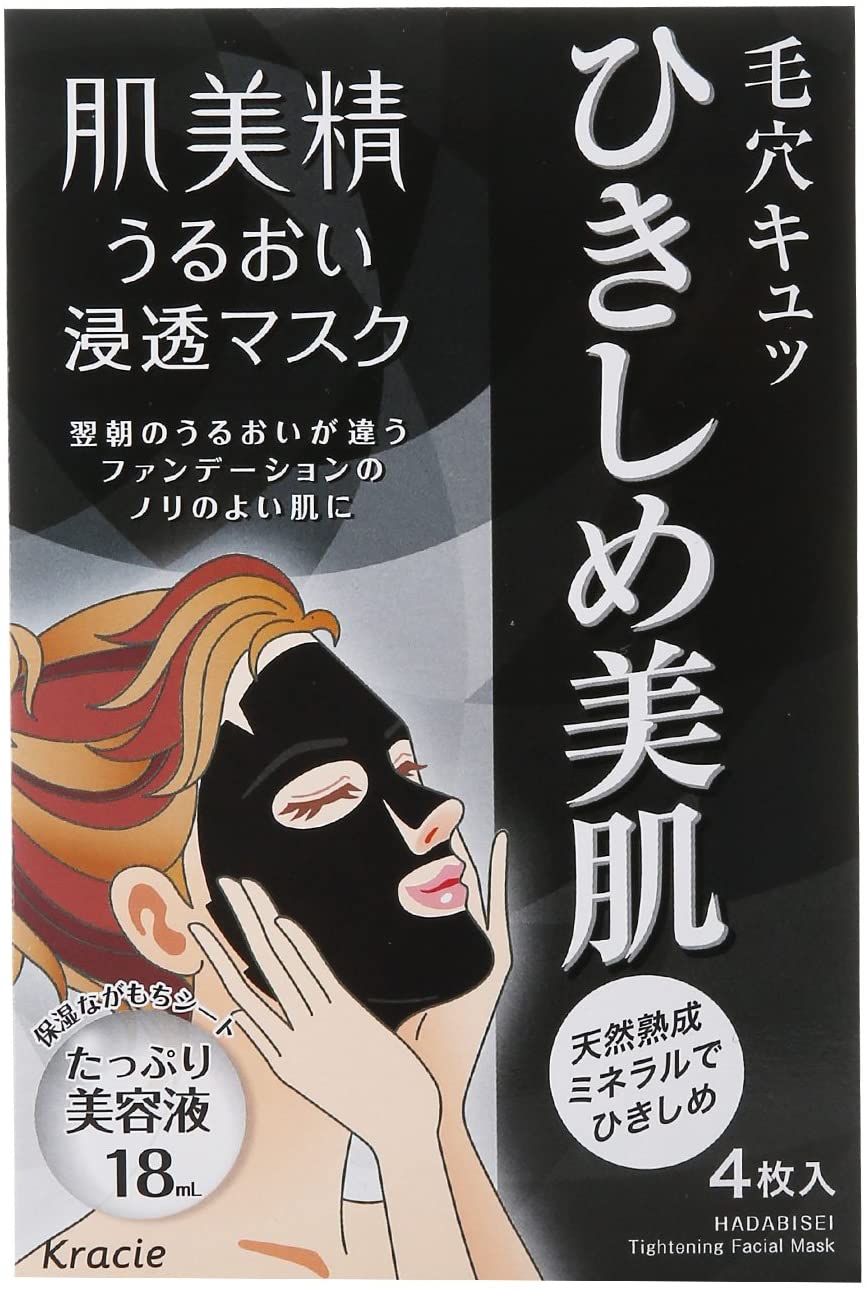 毛穴キュッ
ひきしめ美肌
肌美精
うるおい
浸透マスク
翌朝のうるおいが違う
ファンデーションの
ノリのよい肌に
保湿ながもちシート
たっぷり
美容液
18mL
天然熟成
ミネラルで
ひきしめ
4枚入
HADABISEI
Tightening Facial Mask
Kracie